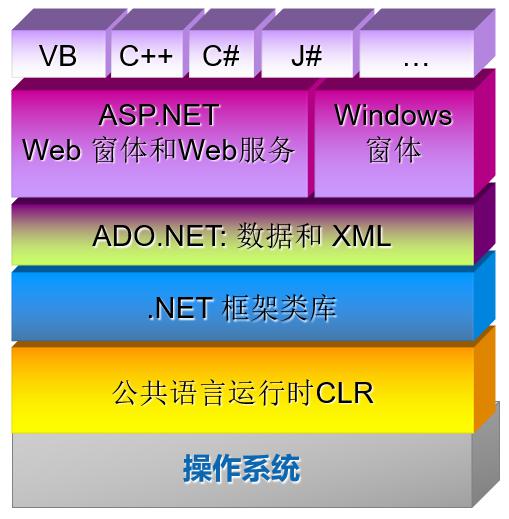 VB C++ C# J# …
ASP.NET
Web 窗体和Web服务
Windows
窗体
ADO.NET: 数据和 XML
.NET 框架类库
公共语言运行时CLR
操作系统